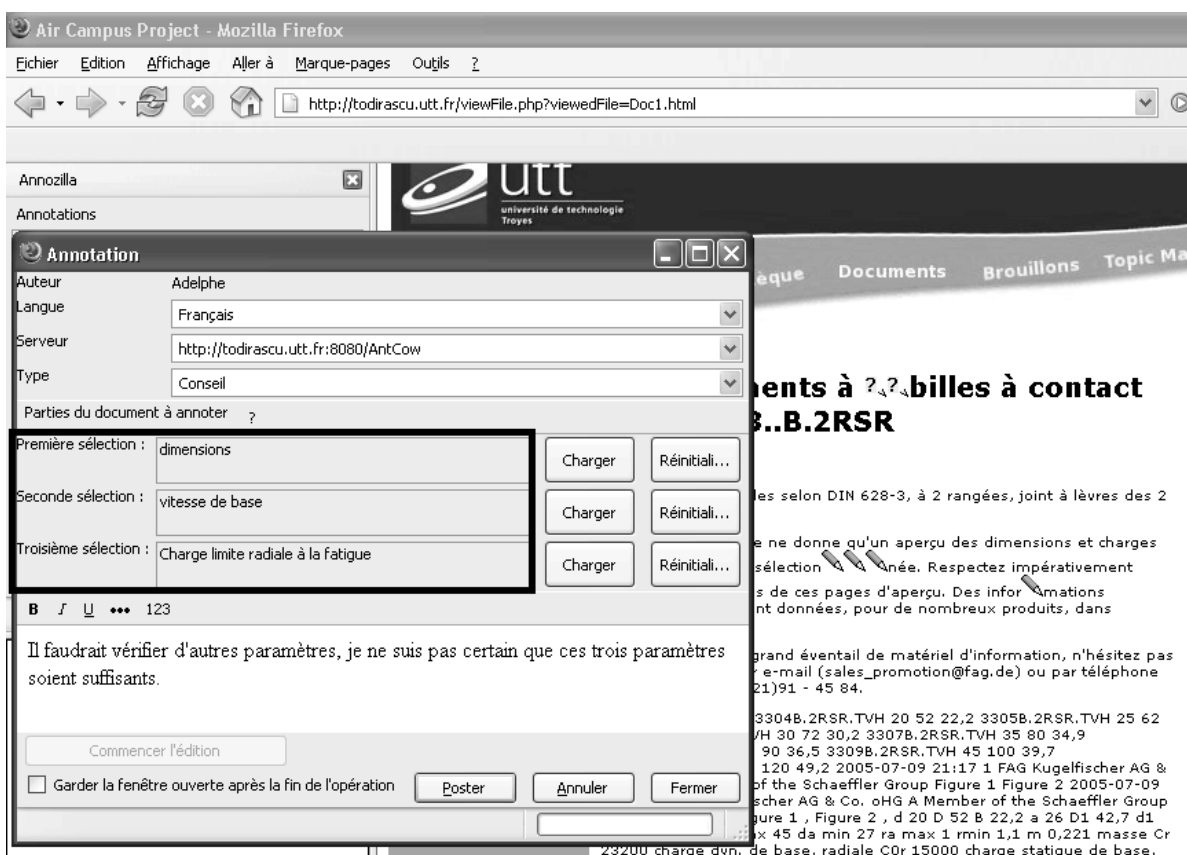 Air Campus Project - Mozilla Firefox
Fichier Edition Affichage Aller à Marque-pages Outils ?
http://todirascu.utt.fr/viewFile.php?viewedFile=Doc1.html
Annozilla
Annotations
utt
université de technologie
Troyes
èque Documents Brouillons Topic Ma
Annotation
Auteur Adelphe
Langue Français
Serveur http://todirascu.utt.fr:8080/AntCow
Type Conseil
Parties du document à annoter ?
Première sélection : dimensions Charger Réinitiali...
Seconde sélection : vitesse de base Charger Réinitiali...
Troisième sélection : Charge limite radiale à la fatigue Charger Réinitiali...
B I U ••• 123
Il faudrait vérifier d'autres paramètres, je ne suis pas certain que ces trois paramètres
soient suffisants.
Commencer l'édition
Garder la fenêtre ouverte après la fin de l'opération Poster Annuler Fermer
ents à ? ? billes à contact
B..B.2RSR
les selon DIN 628-3, à 2 rangées, joint à lèvres des 2
e ne donne qu'un aperçu des dimensions et charges
sélection née. Respectez impérativement
s de ces pages d'aperçu. Des infor mations
nt données, pour de nombreux produits, dans
grand éventail de matériel d'information, n'hésitez pas
r e-mail (sales_promotion@fag.de) ou par téléphone
21)91 - 45 84.
3304B.2RSR.TVH 20 52 22,2 3305B.2RSR.TVH 25 62
VH 30 72 30,2 3307B.2RSR.TVH 35 80 34,9
90 36,5 3309B.2RSR.TVH 45 100 39,7
120 49,2 2005-07-09 21:17 1 FAG Kugelfischer AG &
of the Schaeffler Group Figure 1 Figure 2 2005-07-09
scher AG & Co. oHG A Member of the Schaeffler Group
gure 1 , Figure 2 , d 20 D 52 B 22,2 a 26 D1 42,7 d1
ax 45 da min 27 ra max 1 rmin 1,1 m 0,221 masse Cr
23200 charge dyn. de base, radiale C0r 15000 charge statique de base,